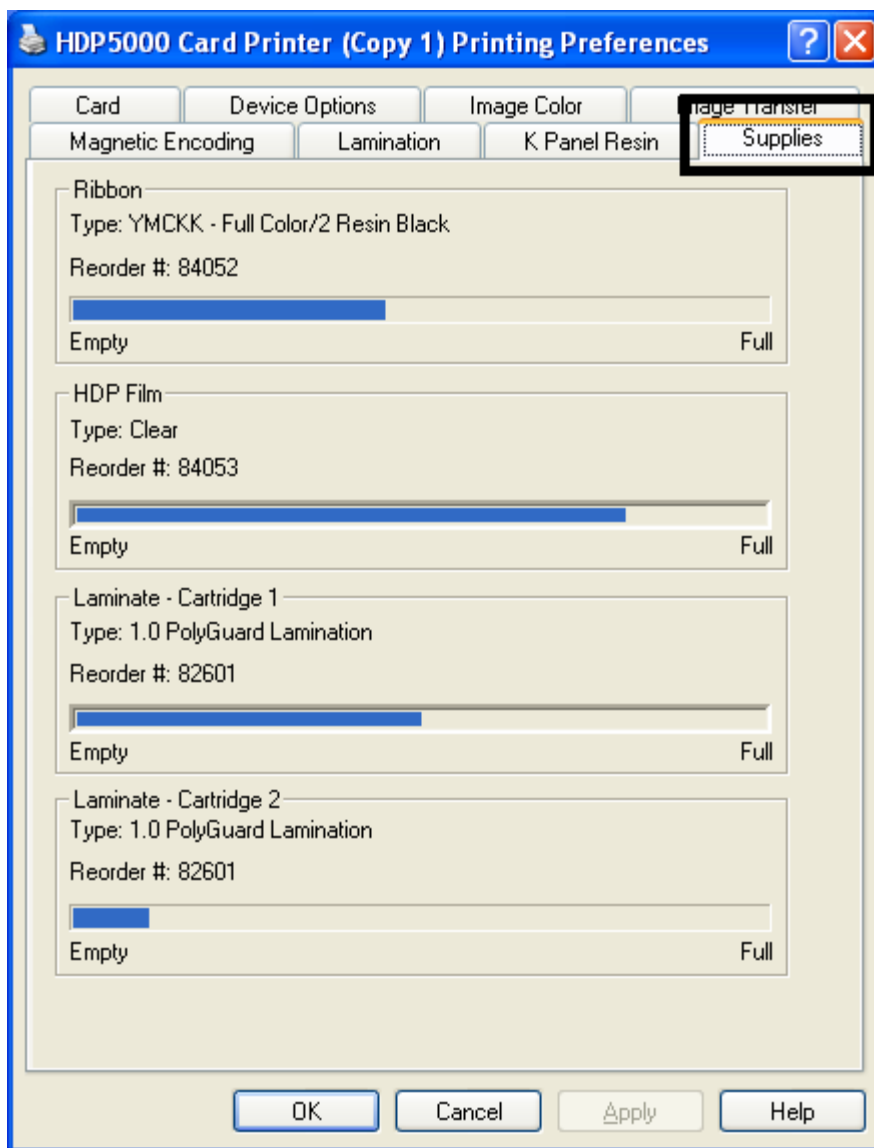 HDP5000 Card Printer (Copy 1) Printing Preferences
Card Device Options Image Color Image Transfer
Magnetic Encoding Lamination K Panel Resin Supplies
Ribbon
Type: YMCKK - Full Color/2 Resin Black
Reorder #: 84052
Empty Full
HDP Film
Type: Clear
Reorder #: 84053
Empty Full
Laminate - Cartridge 1
Type: 1.0 PolyGuard Lamination
Reorder #: 82601
Empty Full
Laminate - Cartridge 2
Type: 1.0 PolyGuard Lamination
Reorder #: 82601
Empty Full
OK Cancel Apply Help